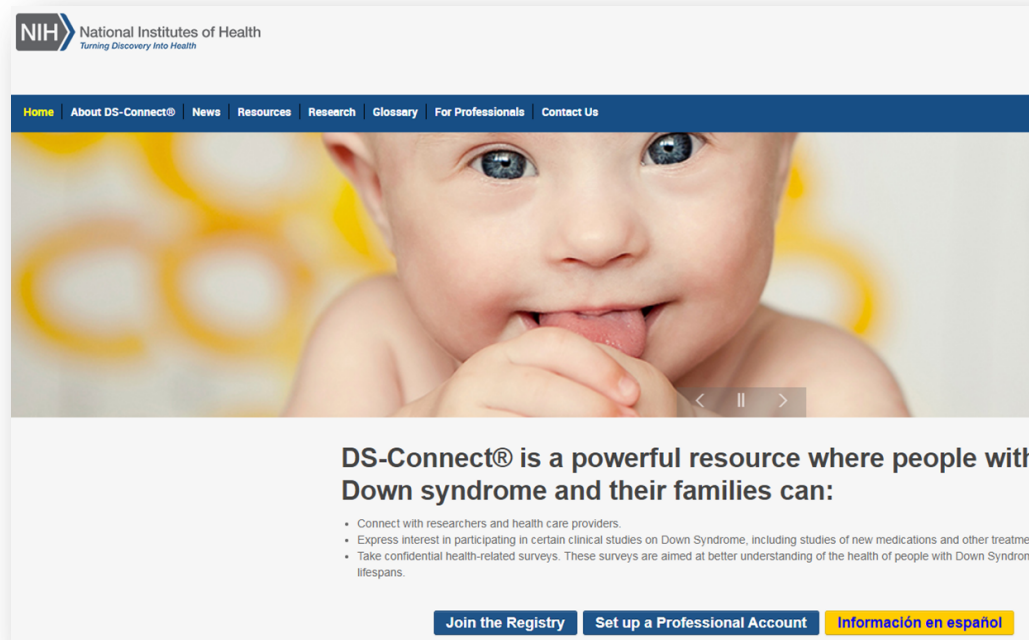 NIH National Institutes of Health
Turning Discovery Into Health
Home About DS-Connect® News Resources Research Glossary For Professionals Contact Us
DS-Connect® is a powerful resource where people with
Down syndrome and their families can:
• Connect with researchers and health care providers.
• Express interest in participating in certain clinical studies on Down Syndrome, including studies of new medications and other treatme
• Take confidential health-related surveys. These surveys are aimed at better understanding of the health of people with Down Syndrom
lifespans.
Join the Registry Set up a Professional Account Información en español